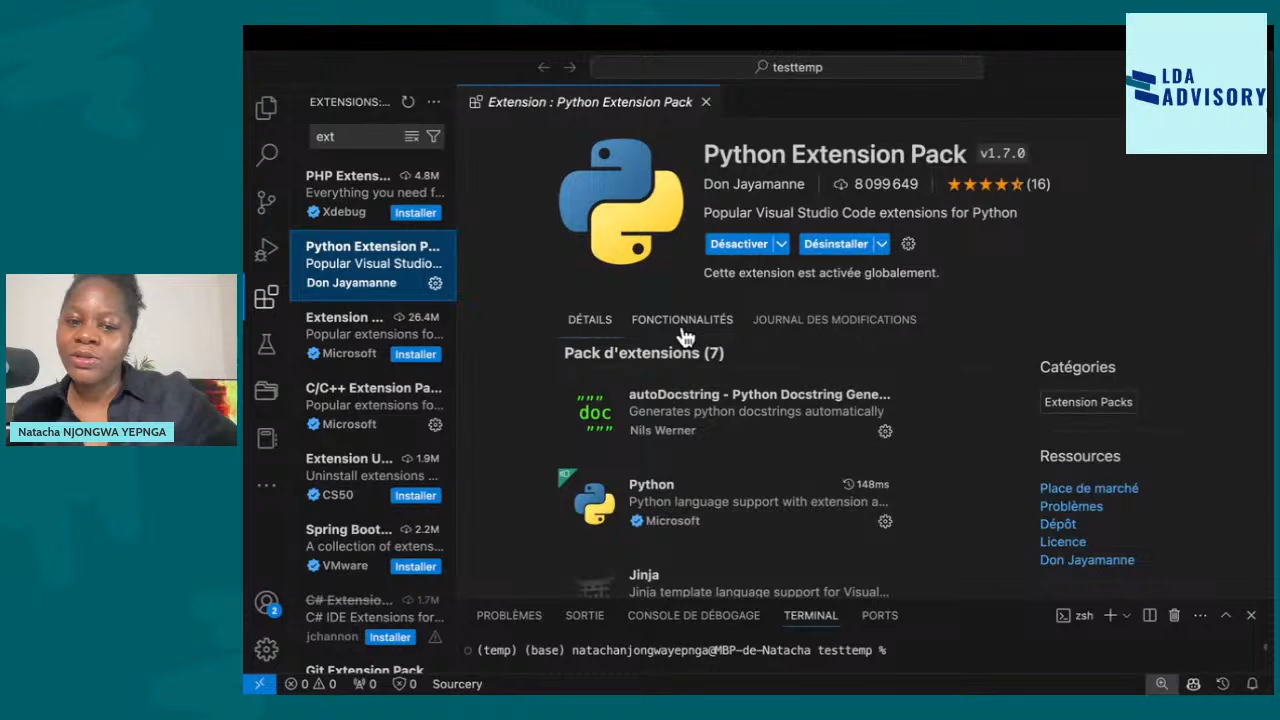 testtemp
LDA
ADVISORY
EXTENSIONS:...
ext
PHP Extens... 4.8M
Everything you need f...
Xdebug Installer
Python Extension P...
Popular Visual Studio...
Don Jayamanne
Extension ... 26.4M
Popular extensions fo...
Microsoft Installer
C/C++ Extension Pa...
Popular extensions fo...
Microsoft
Extension U... 1.9M
Uninstall extensions ...
CS50 Installer
Spring Boot... 2.2M
A collection of extens...
VMware Installer
C# Extensio... 1.7M
C# IDE Extensions for...
jchannon Installer
Git Extension Pack
2
Extension : Python Extension Pack
Python Extension Pack v1.7.0
Don Jayamanne 8 099 649 (16)
Popular Visual Studio Code extensions for Python
Désactiver Désinstaller
Cette extension est activée globalement.
DÉTAILS FONCTIONNALITÉS JOURNAL DES MODIFICATIONS
Pack d'extensions (7)
doc
autoDocstring - Python Docstring Gene...
Generates python docstrings automatically
Nils Werner
Python 148ms
Python language support with extension a...
Microsoft
Jinja
Jinja template language support for Visual...
Catégories
Extension Packs
Ressources
Place de marché
Problèmes
Dépôt
Licence
Don Jayamanne
PROBLÈMES SORTIE CONSOLE DE DÉBOGAGE TERMINAL PORTS
zsh
(temp) (base) natachanjongwayepnga@MBP-de-Natacha testtemp %
0 0 0 0 Sourcery
Natacha NJONGWA YEPNGA